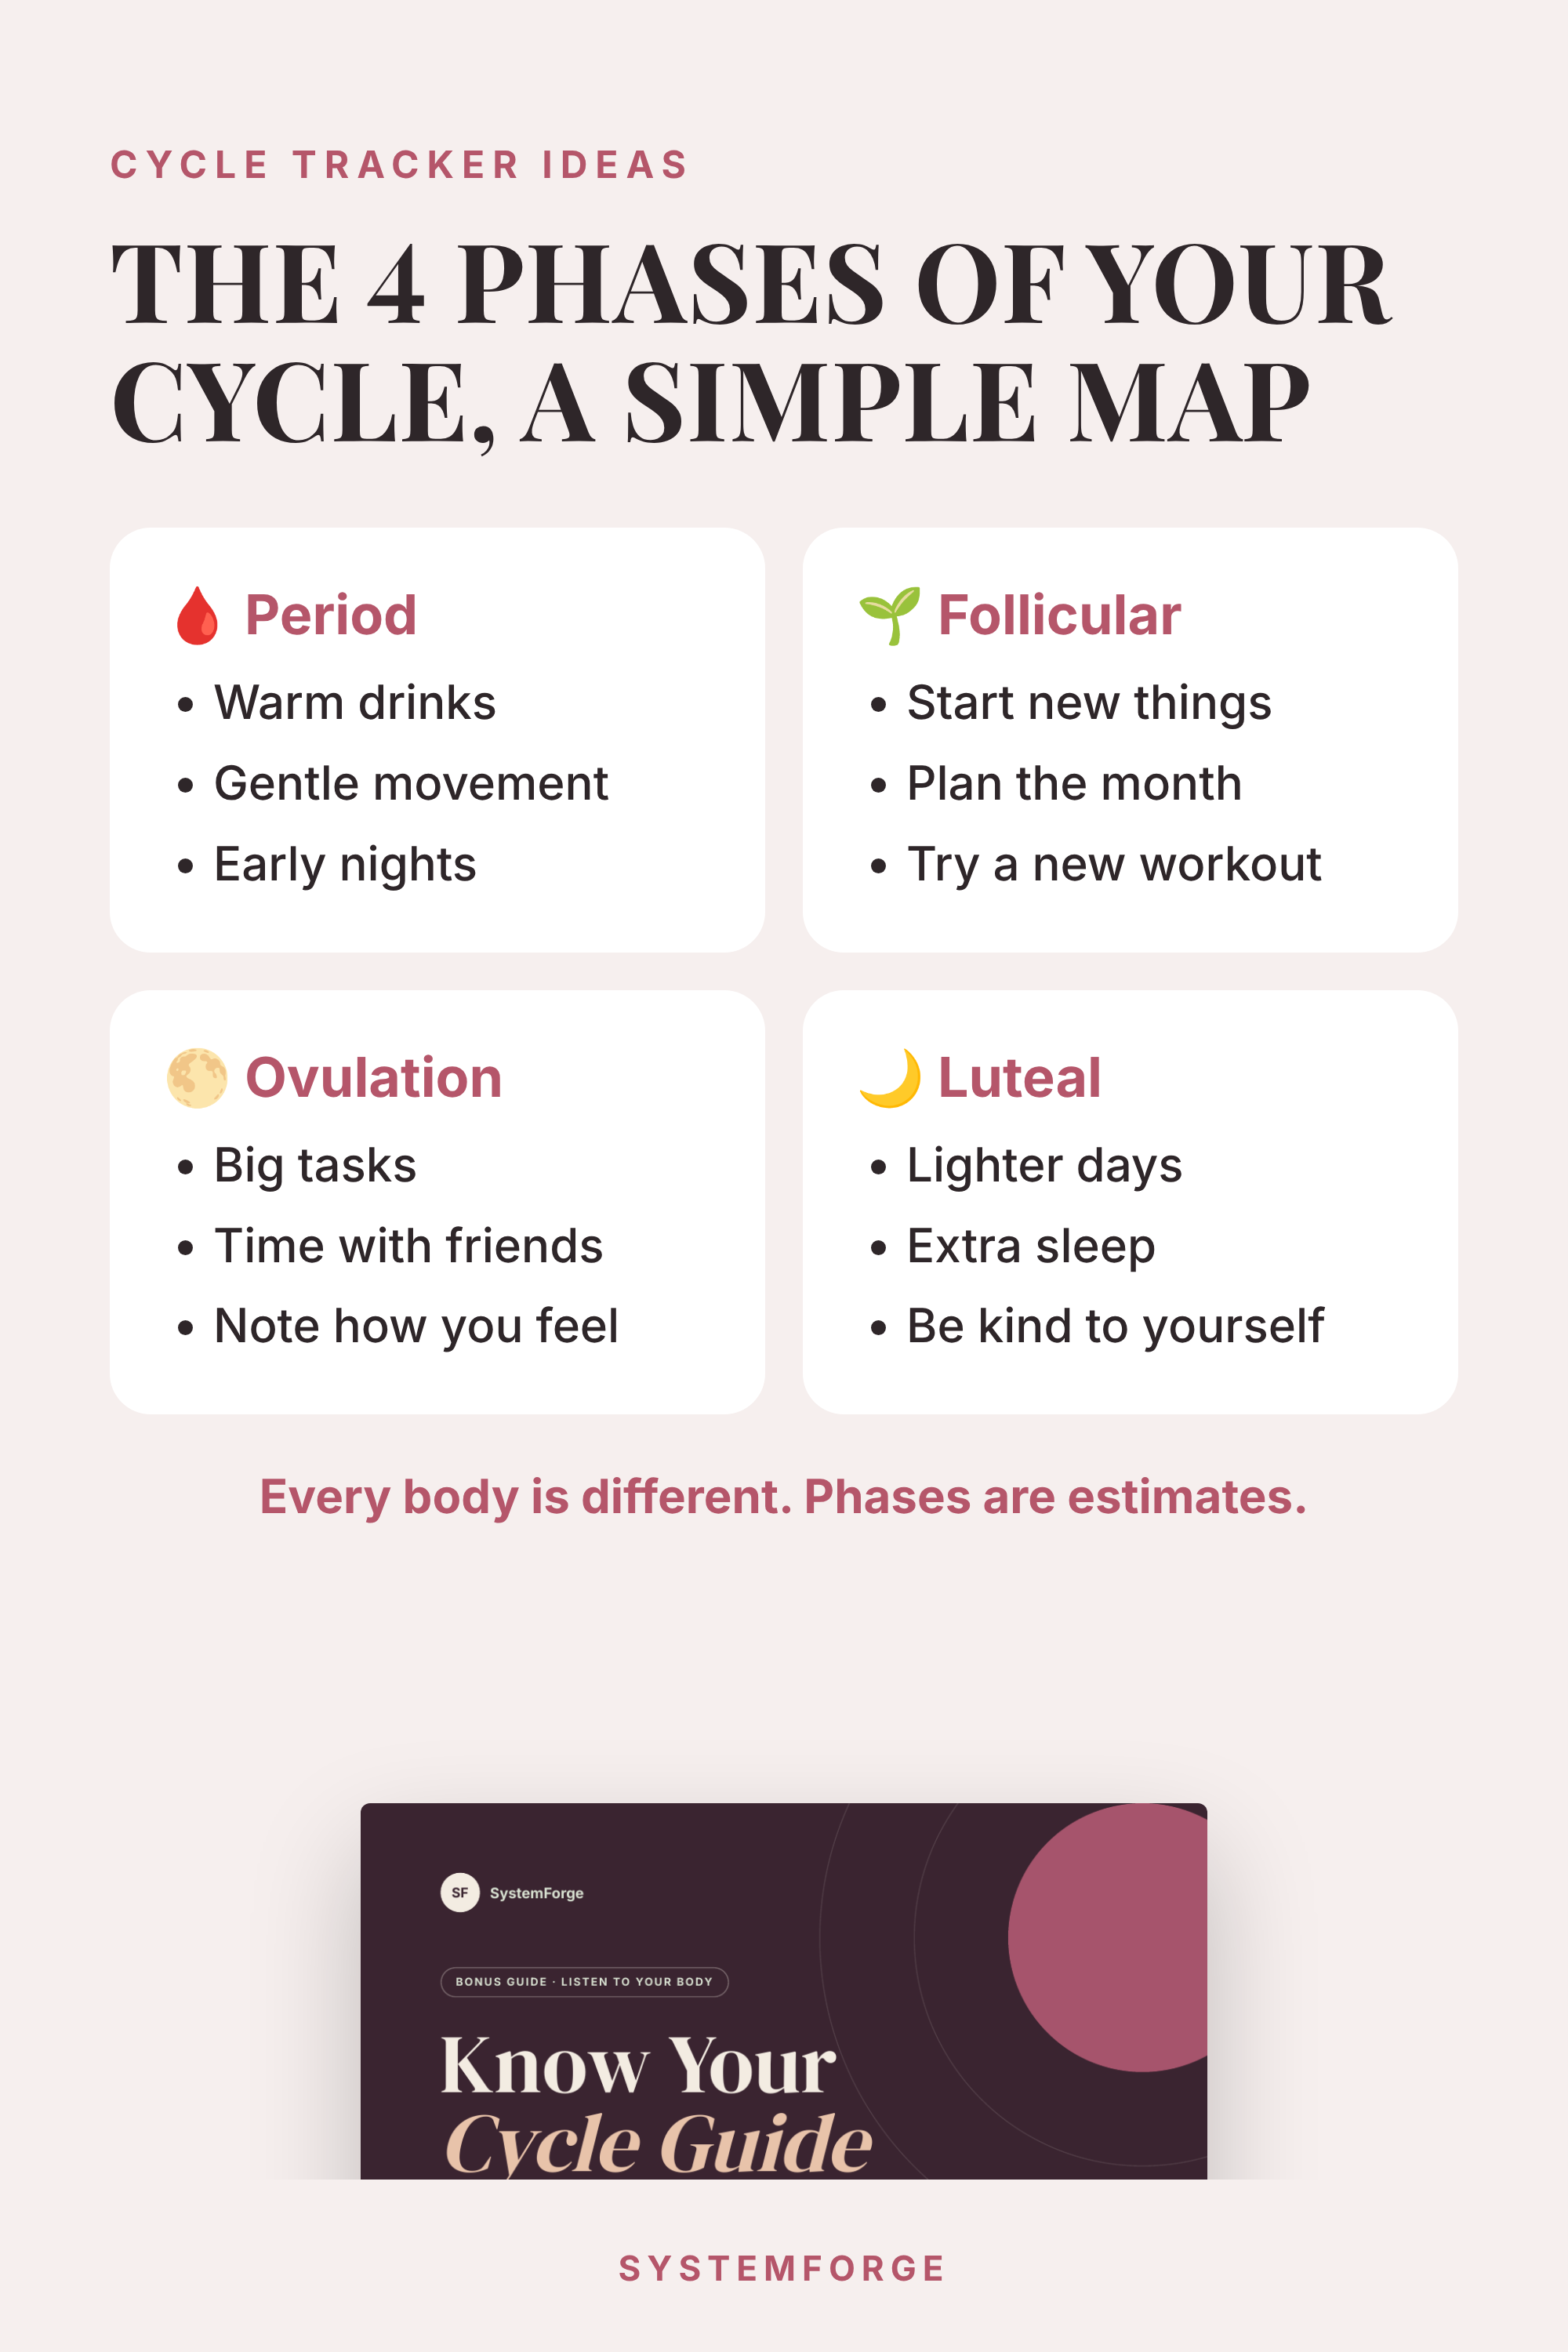 CYCLE TRACKER IDEAS
THE 4 PHASES OF YOUR
CYCLE, A SIMPLE MAP
Period
• Warm drinks
• Gentle movement
• Early nights
Follicular
• Start new things
• Plan the month
• Try a new workout
Ovulation
• Big tasks
• Time with friends
• Note how you feel
Luteal
• Lighter days
• Extra sleep
• Be kind to yourself
Every body is different. Phases are estimates.
SF SystemForge
BONUS GUIDE · LISTEN TO YOUR BODY
Know Your
Cycle Guide
SYSTEMFORGE